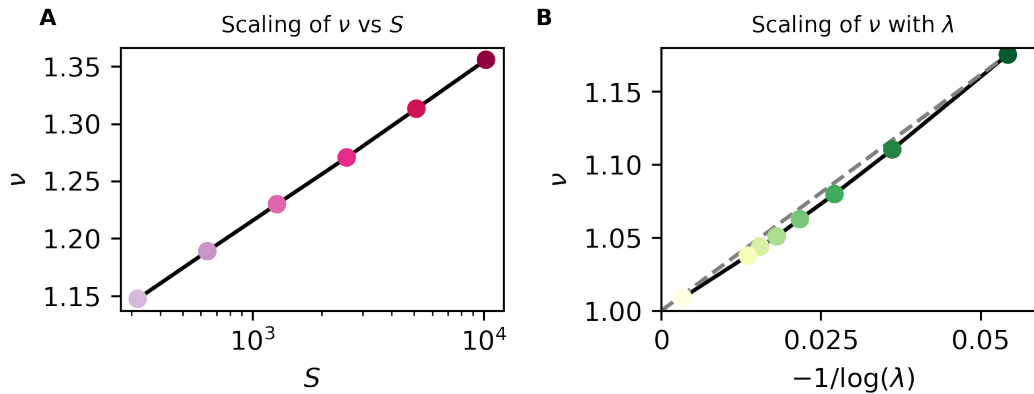 A
Scaling of ν vs S
1.35
1.30
1.25
1.20
1.15
ν
10³
10⁴
S
B
Scaling of ν with λ
1.15
1.10
1.05
1.00
ν
0
0.025
0.05
−1/log(λ)